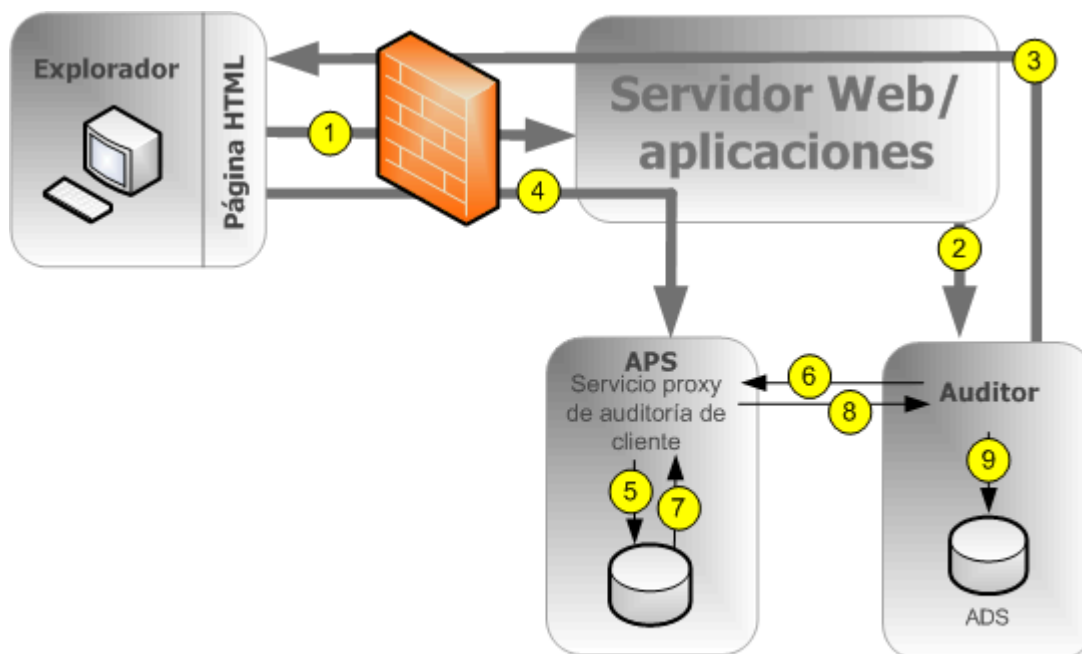 Explorador
Página HTML
1
4
Servidor Web/
aplicaciones
3
2
APS
Servicio proxy
de auditoría de
cliente
5
7
6
8
Auditor
9
ADS